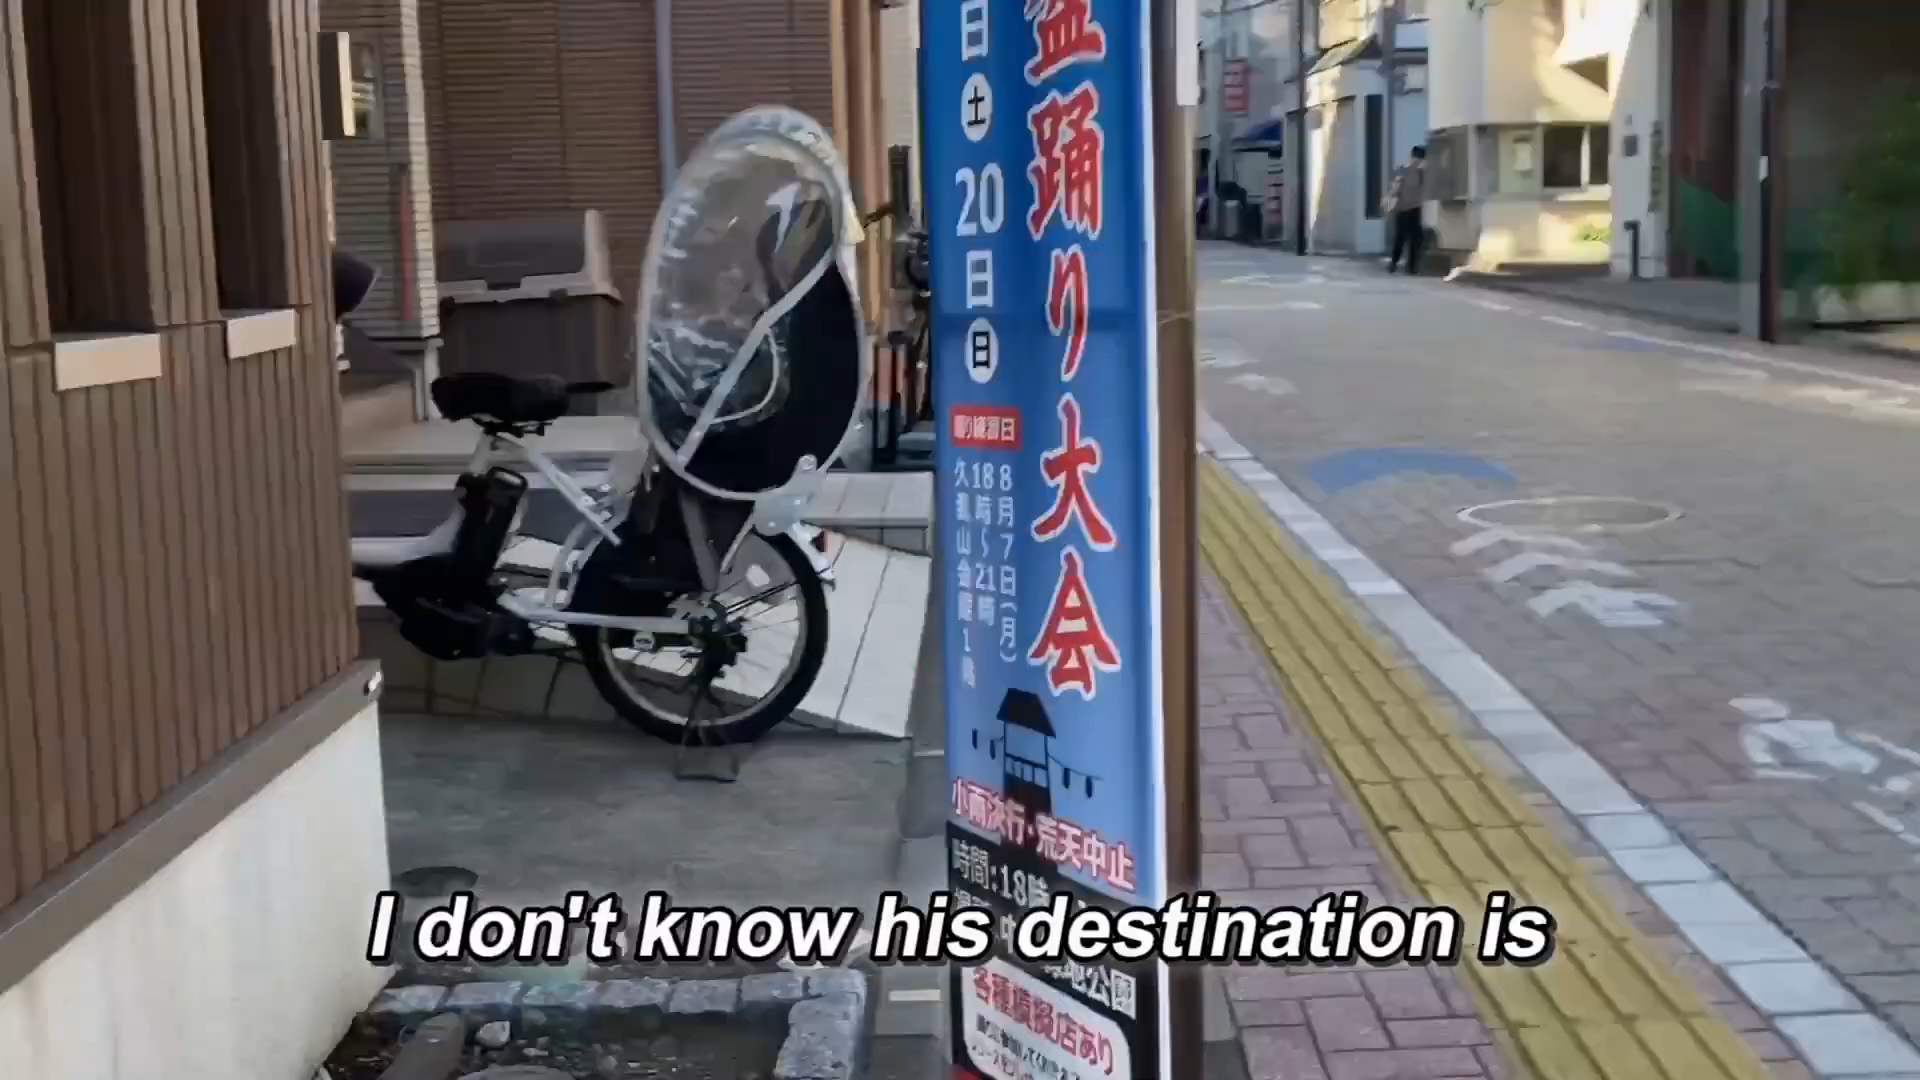 盆踊り大会
日(土)20日(日)
踊り練習日
8月7日(月)
18時〜21時
久我山会館1階
小雨決行・荒天中止
時間:18時
地公園
各種模擬店あり
I don't know his destination is